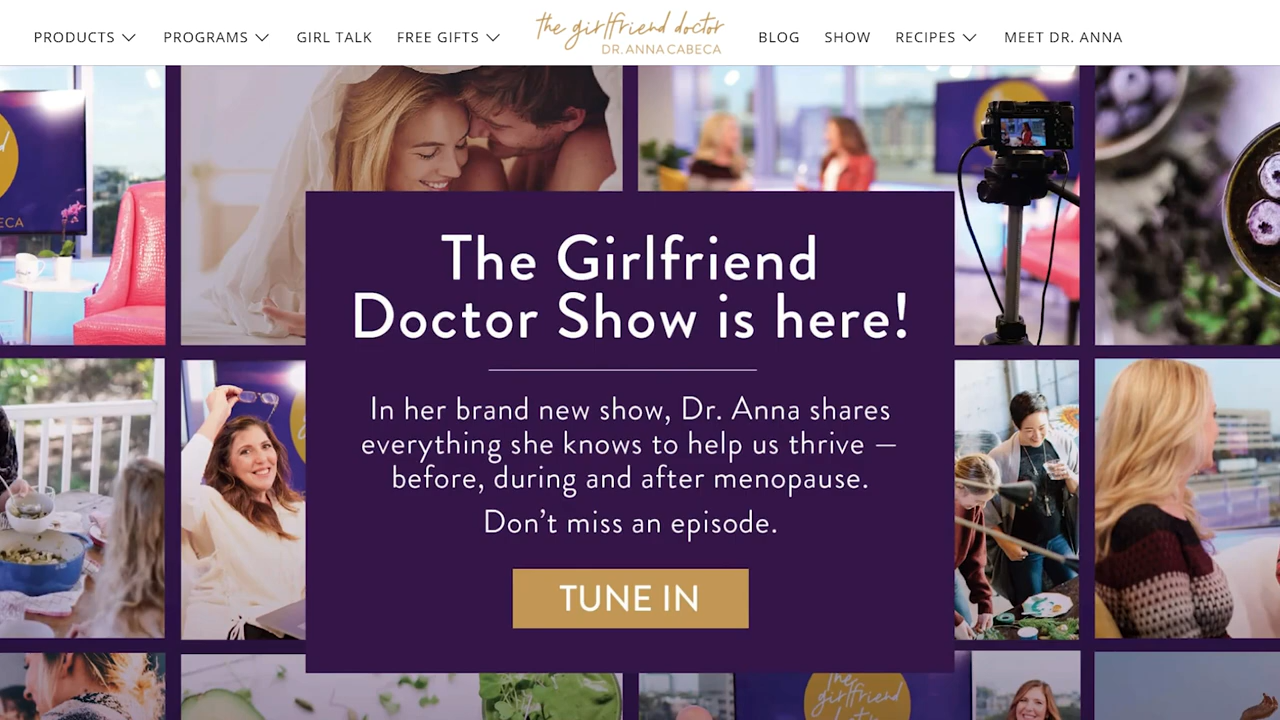 PRODUCTS PROGRAMS GIRL TALK FREE GIFTS the girlfriend doctor BLOG SHOW RECIPES MEET DR. ANNA
DR. ANNA CABECA
The Girlfriend
Doctor Show is here!
In her brand new show, Dr. Anna shares
everything she knows to help us thrive —
before, during and after menopause.
Don't miss an episode.
TUNE IN
the
girlfriend